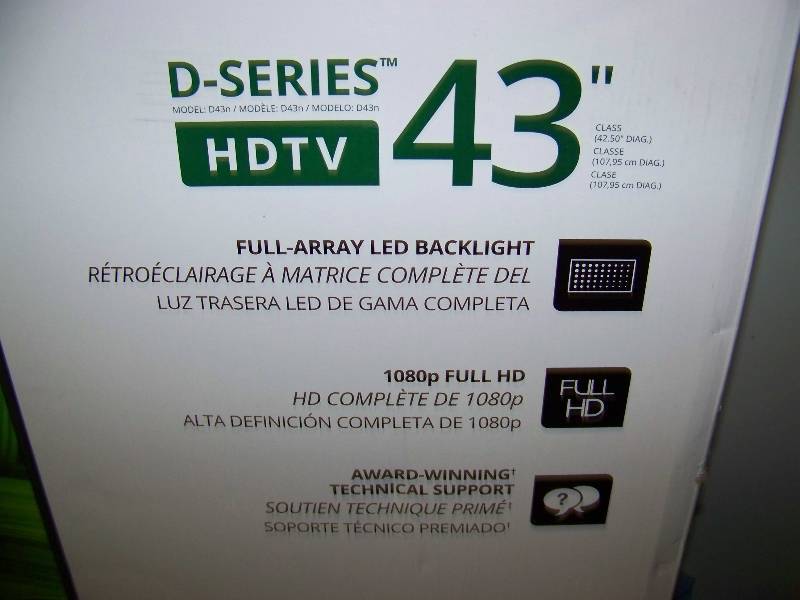 D-SERIES™
MODEL: D43n / MODÈLE: D43n / MODELO: D43n
HDTV
43"
CLASS
(42.50" DIAG.)
CLASSE
(107,95 cm DIAG.)
CLASE
(107,95 cm DIAG.)
FULL-ARRAY LED BACKLIGHT
RÉTROÉCLAIRAGE À MATRICE COMPLÈTE DEL
LUZ TRASERA LED DE GAMA COMPLETA
1080p FULL HD
HD COMPLÈTE DE 1080p
ALTA DEFINICIÓN COMPLETA DE 1080p
FULL
HD
AWARD-WINNING†
TECHNICAL SUPPORT
SOUTIEN TECHNIQUE PRIMÉ†
SOPORTE TÉCNICO PREMIADO†
?